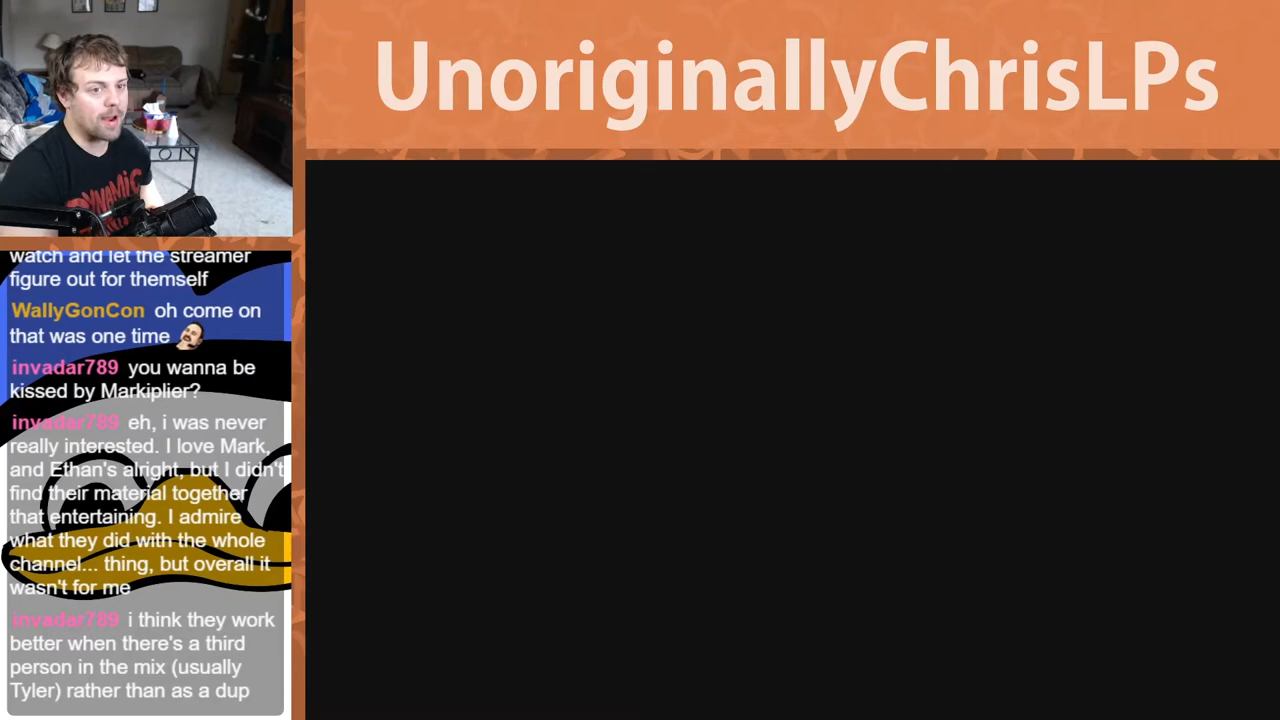 UnoriginallyChrisLPs
DYNAMIC
watch and let the streamer
figure out for themself
WallyGonCon oh come on
that was one time
invadar789 you wanna be
kissed by Markiplier?
invadar789 eh, i was never
really interested. I love Mark,
and Ethan's alright, but I didn't
find their material together
that entertaining. I admire
what they did with the whole
channel... thing, but overall it
wasn't for me
invadar789 i think they work
better when there's a third
person in the mix (usually
Tyler) rather than as a dup